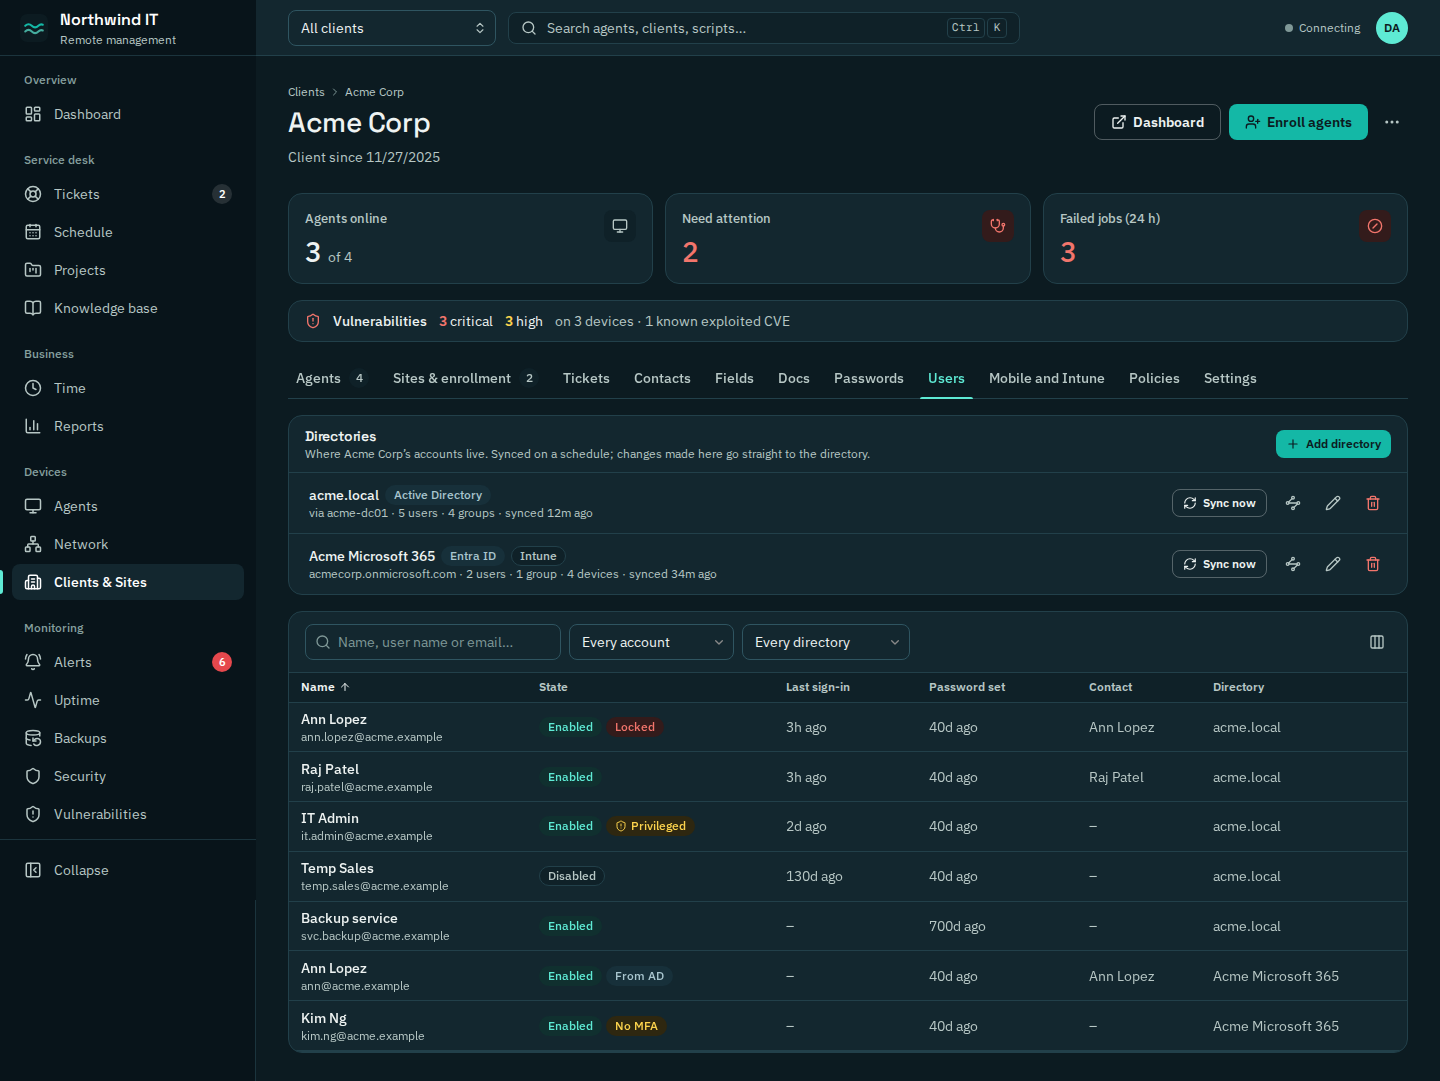 Northwind IT
Remote management
All clients
Search agents, clients, scripts...
Ctrl K
Connecting
DA
Overview
Dashboard
Service desk
Tickets 2
Schedule
Projects
Knowledge base
Business
Time
Reports
Devices
Agents
Network
Clients & Sites
Monitoring
Alerts 6
Uptime
Backups
Security
Vulnerabilities
Collapse
Clients > Acme Corp
Acme Corp
Client since 11/27/2025
Dashboard
Enroll agents
Agents online
3 of 4
Need attention
2
Failed jobs (24 h)
3
Vulnerabilities 3 critical 3 high on 3 devices · 1 known exploited CVE
Agents 4 Sites & enrollment 2 Tickets Contacts Fields Docs Passwords Users Mobile and Intune Policies Settings
Directories
Where Acme Corp’s accounts live. Synced on a schedule; changes made here go straight to the directory.
Add directory
acme.local Active Directory
via acme-dc01 · 5 users · 4 groups · synced 12m ago
Sync now
Acme Microsoft 365 Entra ID Intune
acmecorp.onmicrosoft.com · 2 users · 1 group · 4 devices · synced 34m ago
Sync now
Name, user name or email...
Every account
Every directory
Name State Last sign-in Password set Contact Directory
Ann Lopez
ann.lopez@acme.example
Enabled Locked 3h ago 40d ago Ann Lopez acme.local
Raj Patel
raj.patel@acme.example
Enabled 3h ago 40d ago Raj Patel acme.local
IT Admin
it.admin@acme.example
Enabled Privileged 2d ago 40d ago – acme.local
Temp Sales
temp.sales@acme.example
Disabled 130d ago 40d ago – acme.local
Backup service
svc.backup@acme.example
Enabled – 700d ago – acme.local
Ann Lopez
ann@acme.example
Enabled From AD – 40d ago Ann Lopez Acme Microsoft 365
Kim Ng
kim.ng@acme.example
Enabled No MFA – 40d ago – Acme Microsoft 365